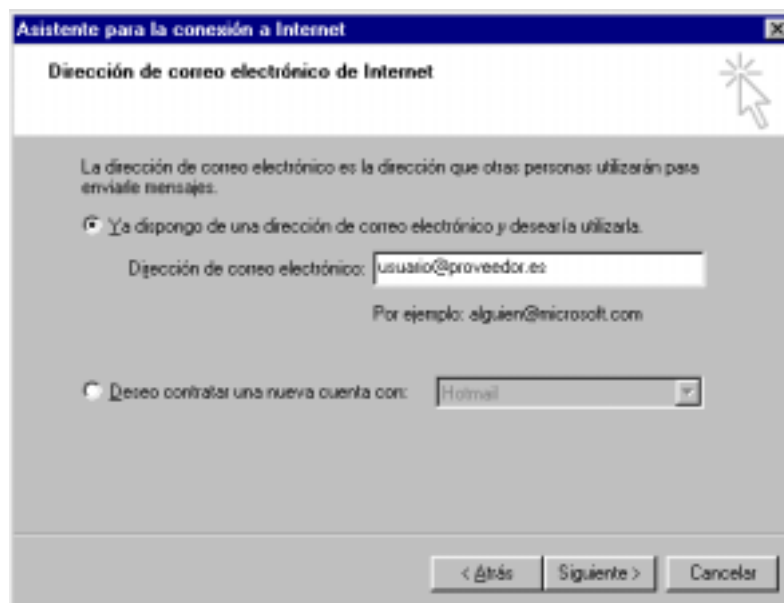 Asistente para la conexión a Internet
Dirección de correo electrónico de Internet
La dirección de correo electrónico es la dirección que otras personas utilizarán para
enviarle mensajes.
Ya dispongo de una dirección de correo electrónico y desearía utilizarla.
Dirección de correo electrónico: usuario@proveedor.es
Por ejemplo: alguien@microsoft.com
Deseo contratar una nueva cuenta con: Hotmail
< Atrás Siguiente > Cancelar